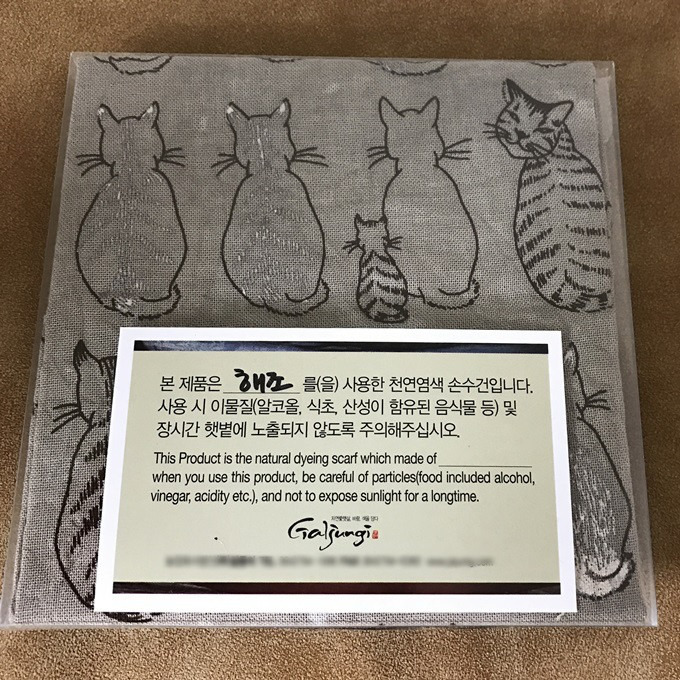 본 제품은 해조 를(을) 사용한 천연염색 손수건입니다.
사용 시 이물질(알코올, 식초, 산성이 함유된 음식물 등) 및
장시간 햇볕에 노출되지 않도록 주의해주십시오.
This Product is the natural dyeing scarf which made of
when you use this product, be careful of particles(food included alcohol,
vinegar, acidity etc.), and not to expose sunlight for a longtime.
Galjungi